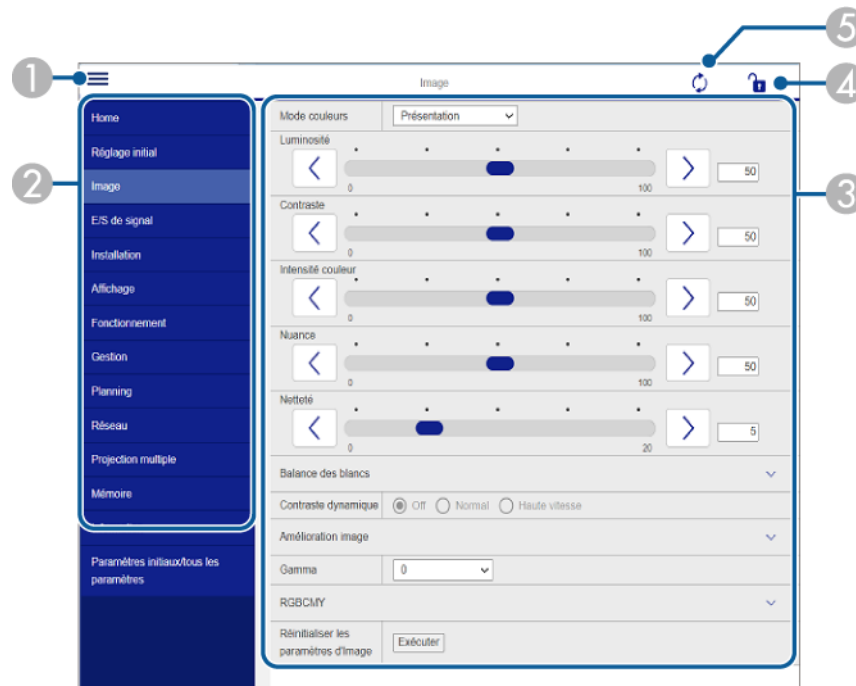 5
1
Image
4
Home
Mode couleurs Présentation
Luminosité
Réglage initial
2
Image
0 100 50
3
Contraste
E/S de signal
0 100 50
Installation
Intensité couleur
Affichage
0 100 50
Fonctionnement
Nuance
Gestion
0 100 50
Planning
Netteté
Réseau
0 20 5
Projection multiple
Balance des blancs
Mémoire
Contraste dynamique Off Normal Haute vitesse
Amélioration image
Paramètres initiaux/tous les
paramètres
Gamma 0
RGBCMY
Réinitialiser les
paramètres d'Image
Exécuter